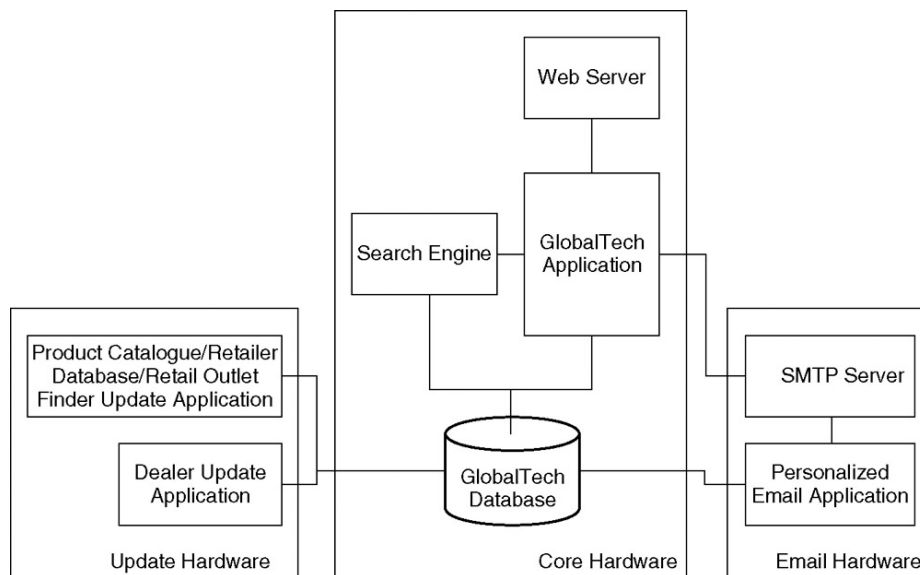 Web Server
Search Engine
GlobalTech
Application
Product Catalogue/Retailer
Database/Retail Outlet
Finder Update Application
SMTP Server
Dealer Update
Application
GlobalTech
Database
Personalized
Email Application
Update Hardware
Core Hardware
Email Hardware